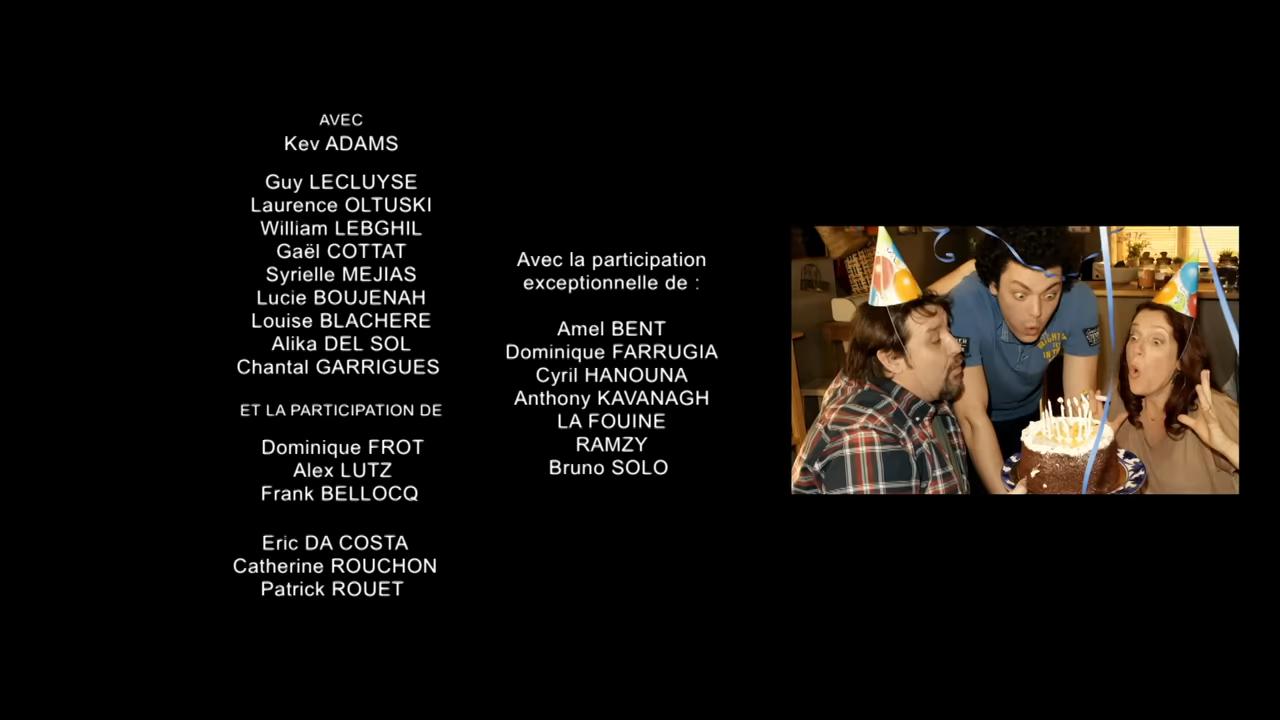 AVEC
Kev ADAMS
Guy LECLUYSE
Laurence OLTUSKI
William LEBGHIL
Gaël COTTAT
Syrielle MEJIAS
Lucie BOUJENAH
Louise BLACHERE
Alika DEL SOL
Chantal GARRIGUES
ET LA PARTICIPATION DE
Dominique FROT
Alex LUTZ
Frank BELLOCQ
Eric DA COSTA
Catherine ROUCHON
Patrick ROUET
Avec la participation
exceptionnelle de :
Amel BENT
Dominique FARRUGIA
Cyril HANOUNA
Anthony KAVANAGH
LA FOUINE
RAMZY
Bruno SOLO